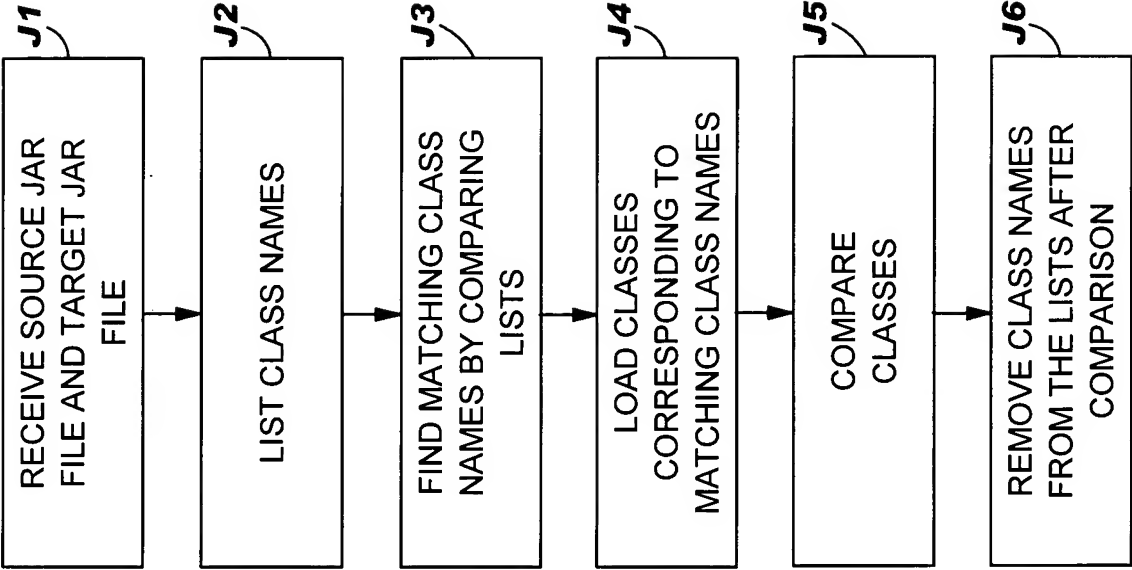 J1
RECEIVE SOURCE JAR
FILE AND TARGET JAR
FILE
J2
LIST CLASS NAMES
J3
FIND MATCHING CLASS
NAMES BY COMPARING
LISTS
J4
LOAD CLASSES
CORRESPONDING TO
MATCHING CLASS NAMES
J5
COMPARE
CLASSES
J6
REMOVE CLASS NAMES
FROM THE LISTS AFTER
COMPARISON